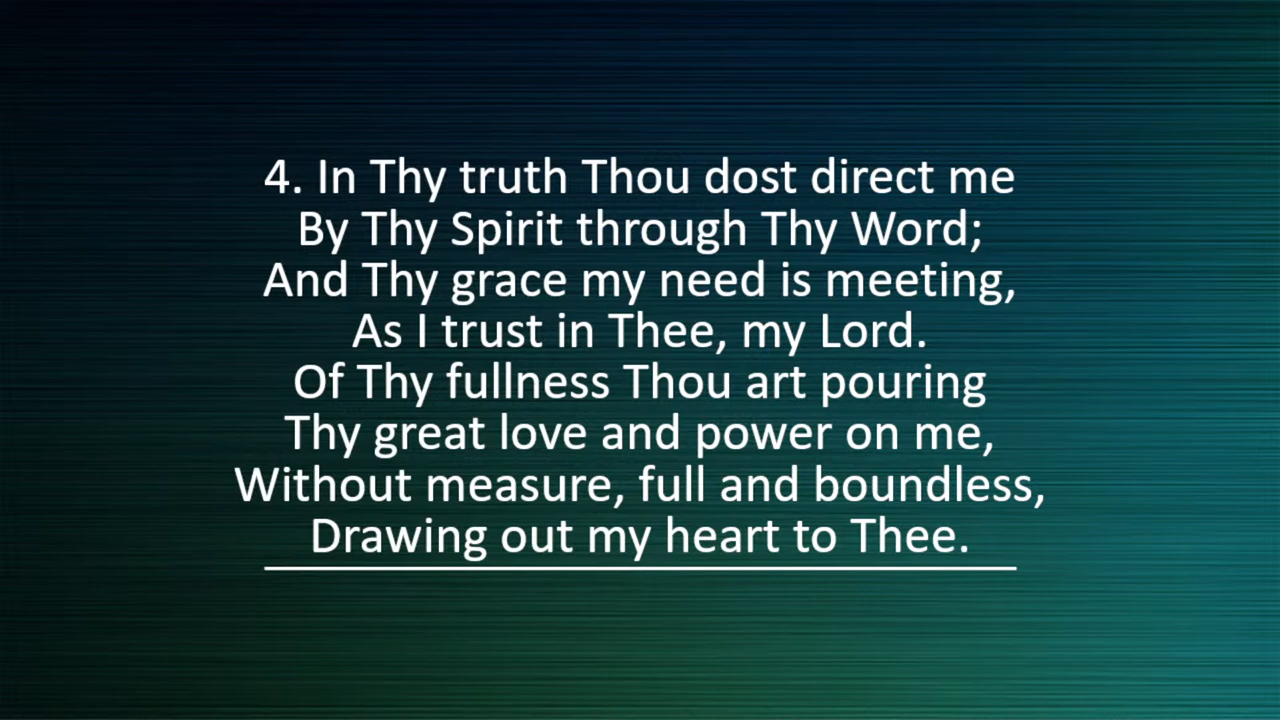 4. In Thy truth Thou dost direct me
By Thy Spirit through Thy Word;
And Thy grace my need is meeting,
As I trust in Thee, my Lord.
Of Thy fullness Thou art pouring
Thy great love and power on me,
Without measure, full and boundless,
Drawing out my heart to Thee.